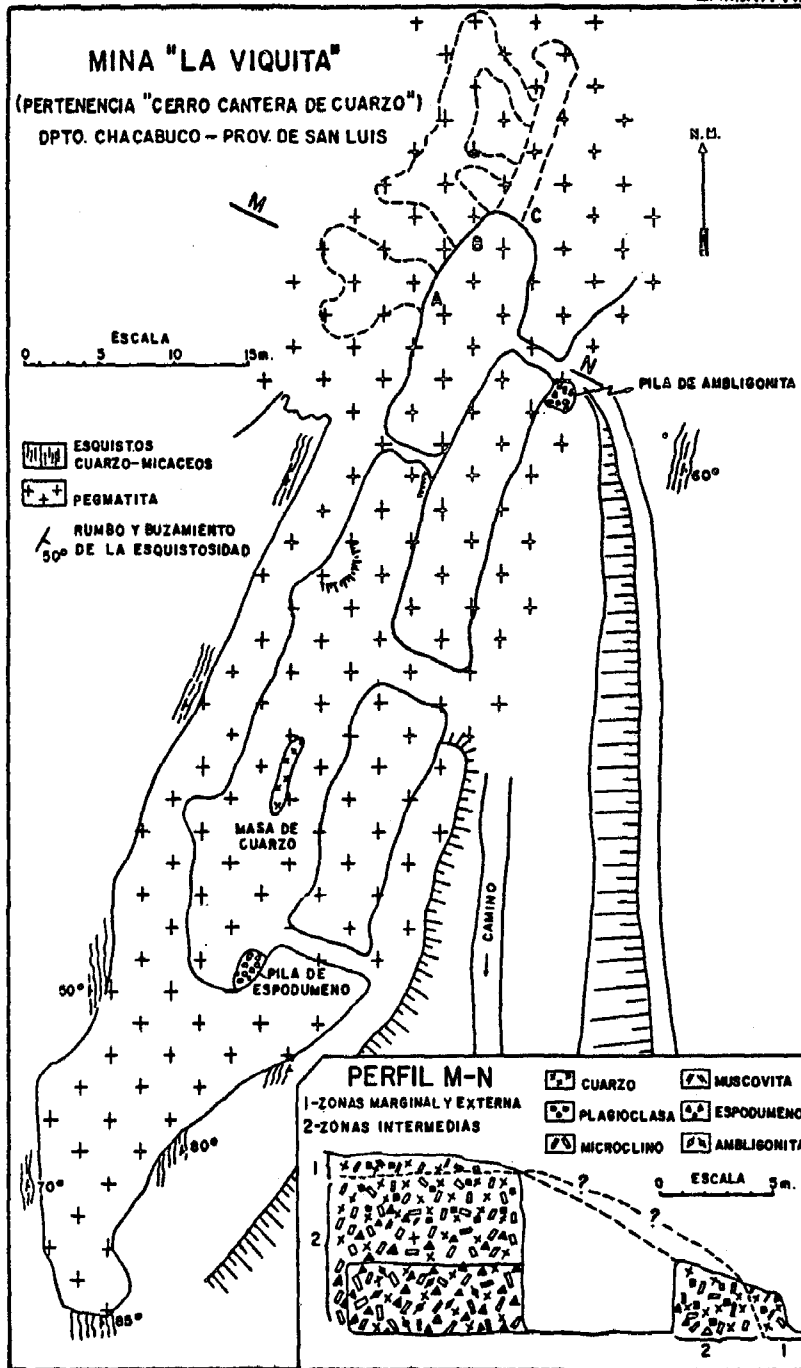 MINA "LA VIQUITA"
(PERTENENCIA "CERRO CANTERA DE CUARZO")
DPTO. CHACABUCO – PROV. DE SAN LUIS
N.M.
M
C
B
A
ESCALA
0 5 10 15m.
N
PILA DE AMBLIGONITA
ESQUISTOS
CUARZO-MICACEOS
PEGMATITA
RUMBO Y BUZAMIENTO
50° DE LA ESQUISTOSIDAD
60°
MASA DE
CUARZO
CAMINO
PILA DE
ESPODUMENO
50°
80°
70°
85°
PERFIL M-N
1-ZONAS MARGINAL Y EXTERNA
2-ZONAS INTERMEDIAS
CUARZO
MUSCOVITA
PLAGIOCLASA
ESPODUMENO
MICROCLINO
AMBLIGONITA
ESCALA
0 5m.
1
2
?
?
2 1